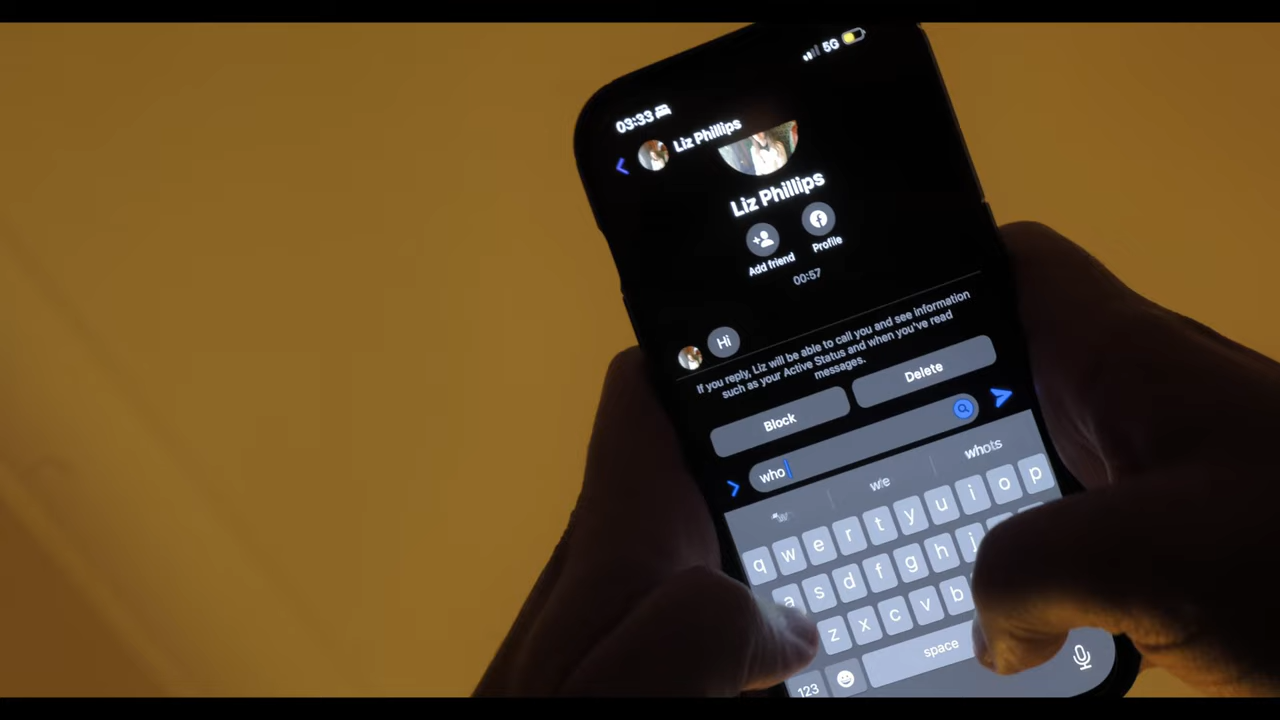 5G
03:33
Liz Phillips
Liz Phillips
Add friend
Profile
00:57
Hi
If you reply, Liz will be able to call you and see information
such as your Active Status and when you've read
messages.
Block
Delete
who
we
whots
q w e r t y u i o p
a s d f g h j
z x c v b
123
space